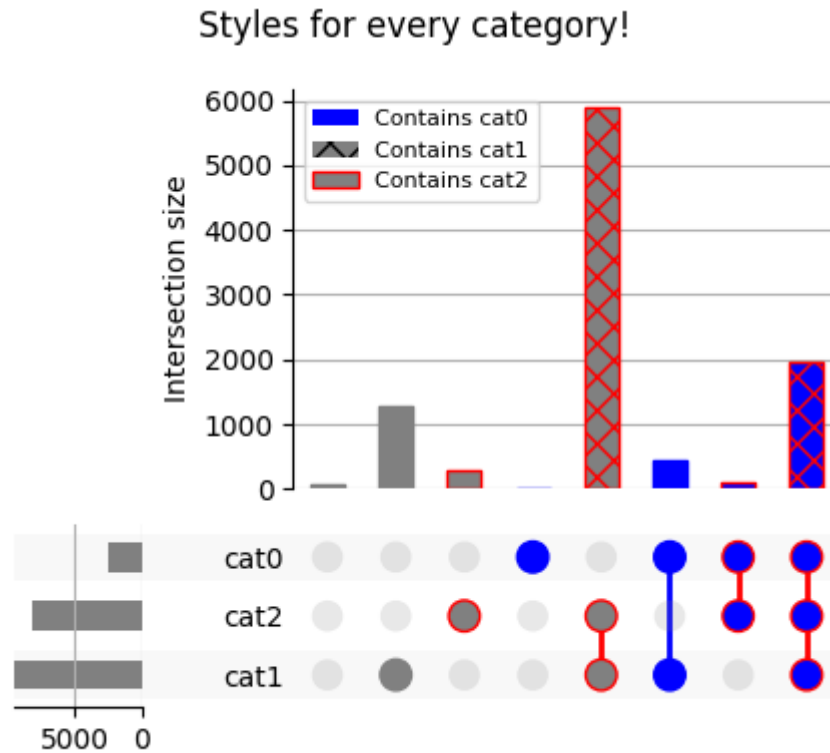 Styles for every category!
Intersection size
6000
5000
4000
3000
2000
1000
0
Contains cat0
Contains cat1
Contains cat2
cat0
cat2
cat1
5000 0